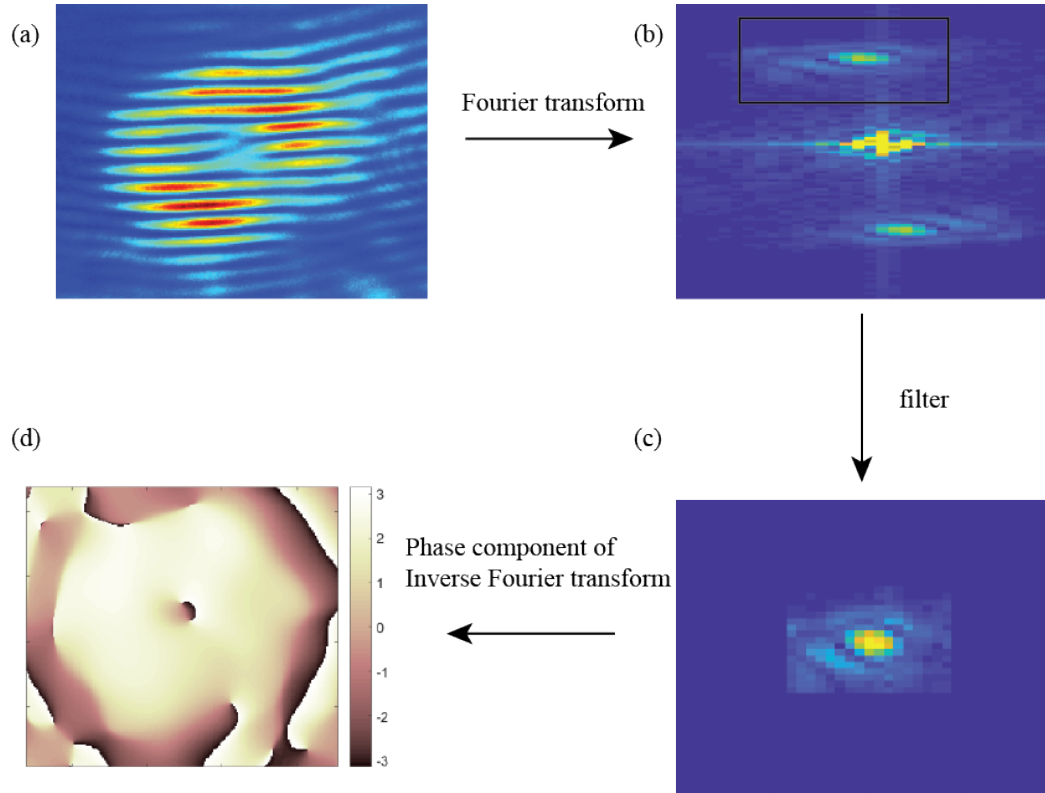 (a)
(b)
Fourier transform
filter
(d)
(c)
3
2
1
0
-1
-2
-3
Phase component of
Inverse Fourier transform